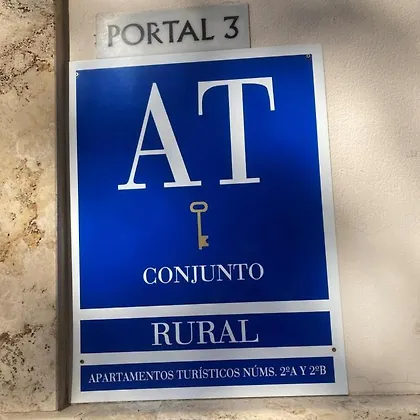 PORTAL 3
AT
CONJUNTO
RURAL
APARTAMENTOS TURÍSTICOS NÚMS. 2ºA Y 2ºB